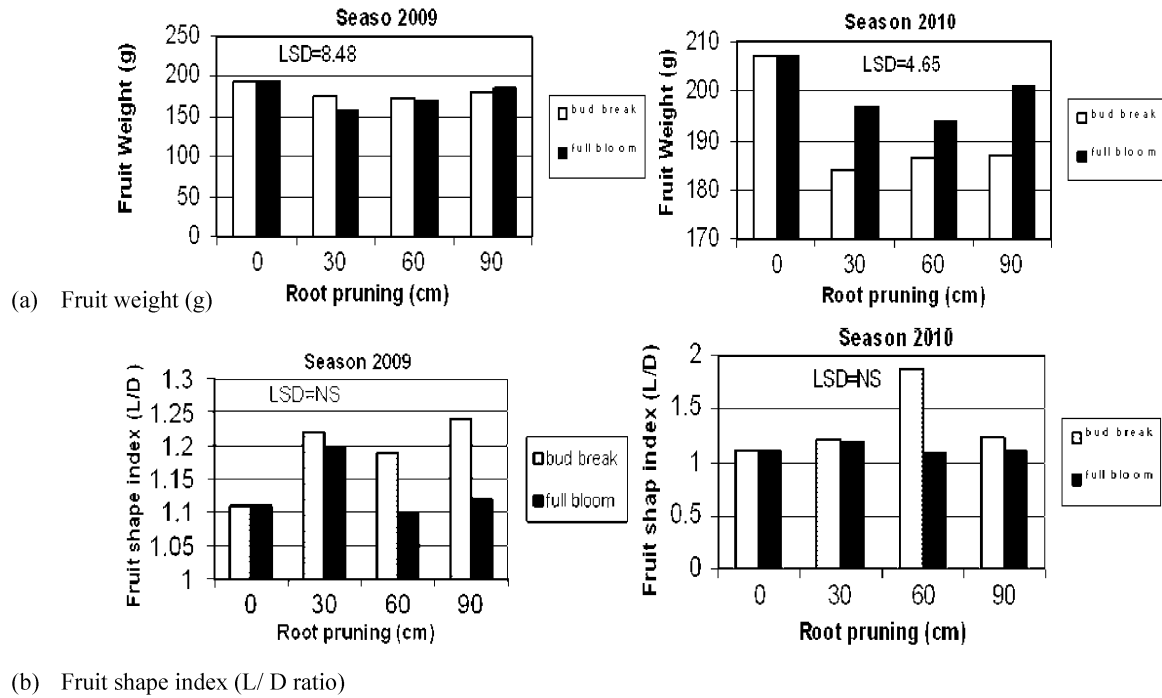 Seaso 2009
Fruit Weight (g)
250
200
150
100
50
0
LSD=8.48
0 30 60 90
Root pruning (cm)
bud break
full bloom
Season 2010
Fruit Weight (g)
210
200
190
180
170
LSD=4.65
0 30 60 90
Root pruning (cm)
bud break
full bloom
(a) Fruit weight (g)
Season 2009
Fruit shape index (L/D)
1.3
1.25
1.2
1.15
1.1
1.05
1
LSD=NS
0 30 60 90
Root pruning (cm)
bud break
full bloom
Season 2010
Fruit shap index (L/D)
2
1.5
1
0.5
0
LSD=NS
0 30 60 90
Root pruning (cm)
bud break
full bloom
(b) Fruit shape index (L/ D ratio)